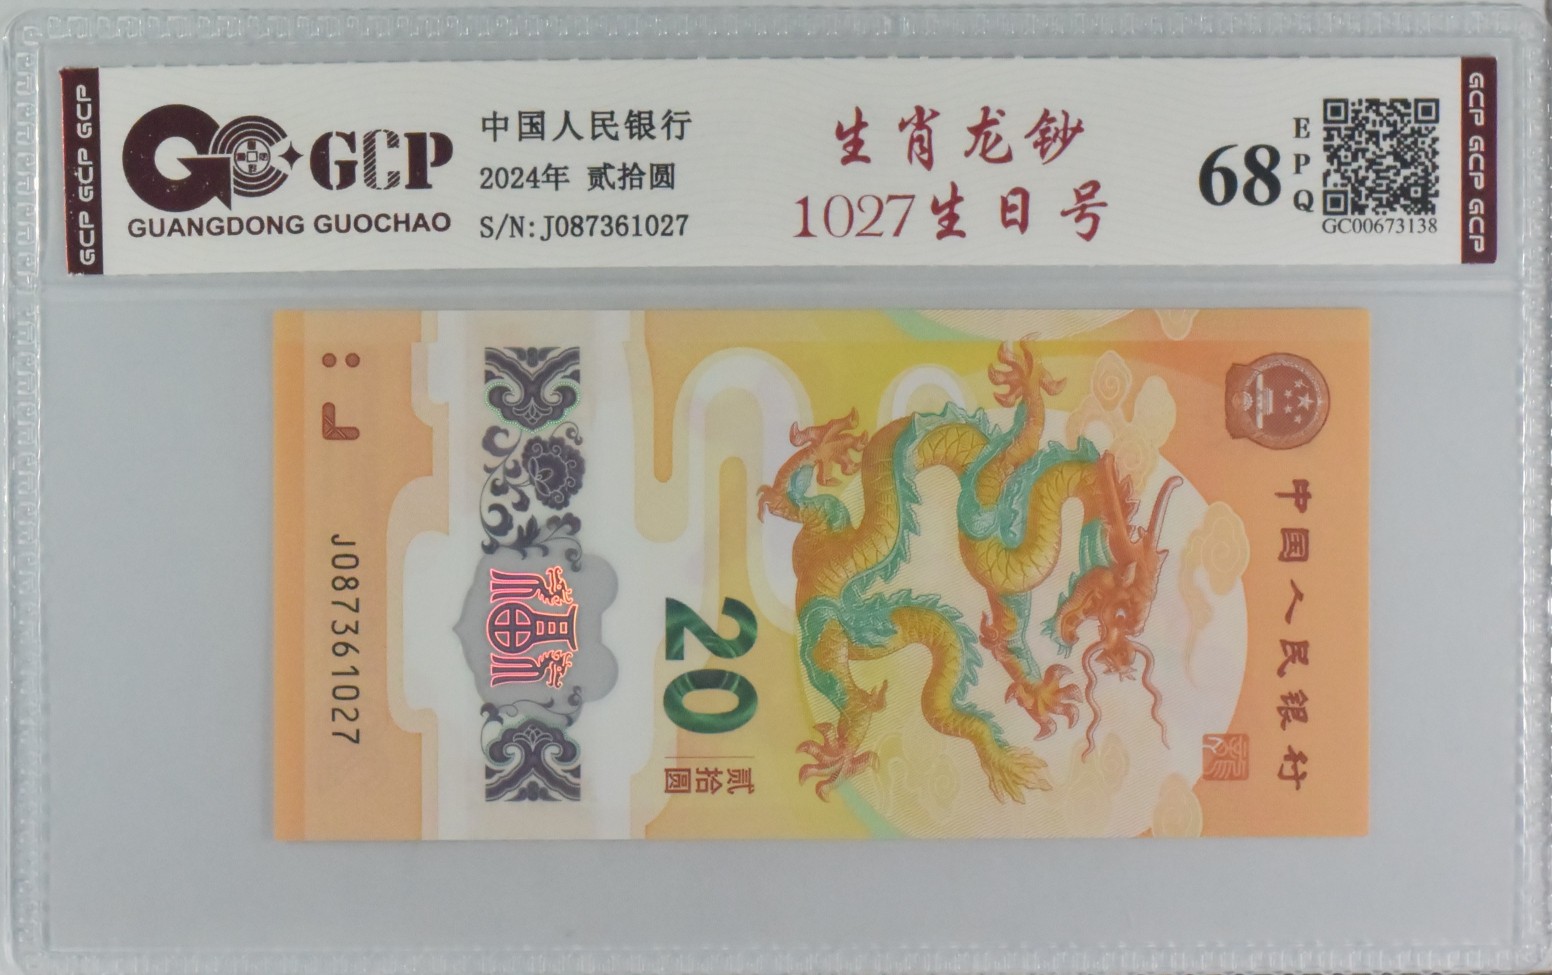 GCP GCP GCP
GCP
GUANGDONG GUOCHAO
中国人民银行
2024年 贰拾圆
S/N:J087361027
生肖龙钞
1027生日号
68
EPQ
GC00673138
GCP GCP GCP
中国人民银行
龍
20
贰拾圆
J087361027